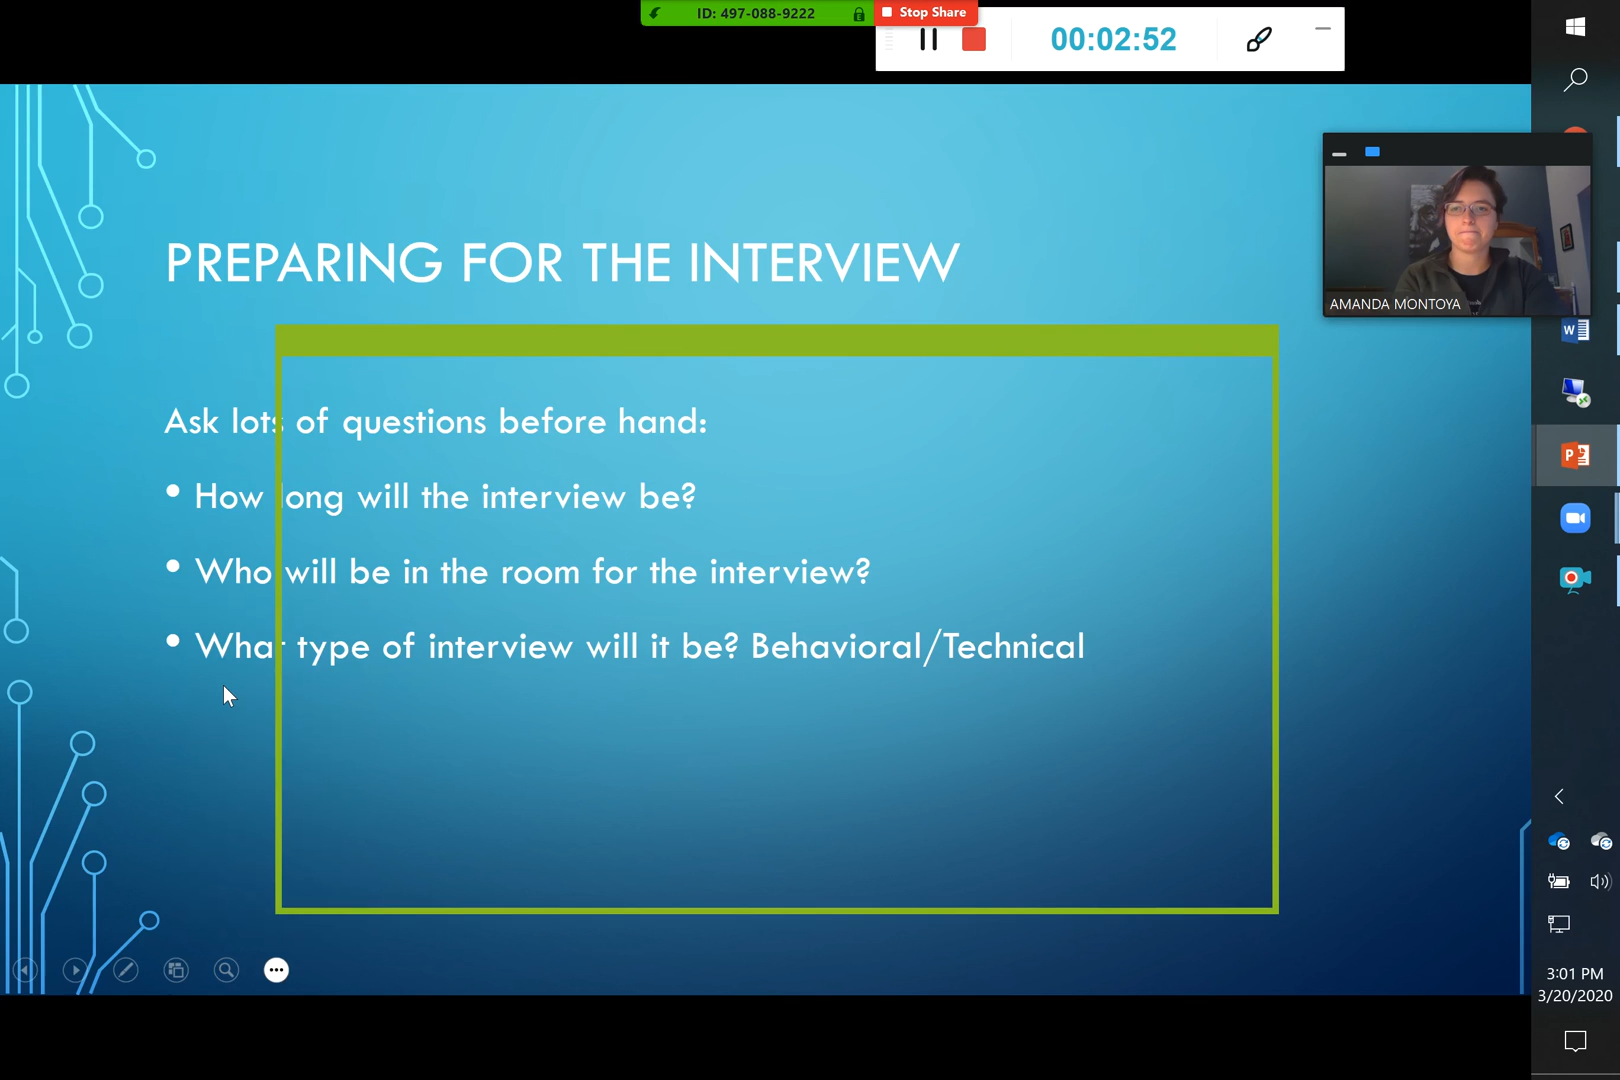 ID: 497-088-9222
Stop Share
00:02:52
PREPARING FOR THE INTERVIEW
AMANDA MONTOYA
Ask lots of questions before hand:
• How long will the interview be?
• Who will be in the room for the interview?
• What type of interview will it be? Behavioral/Technical
3:01 PM
3/20/2020